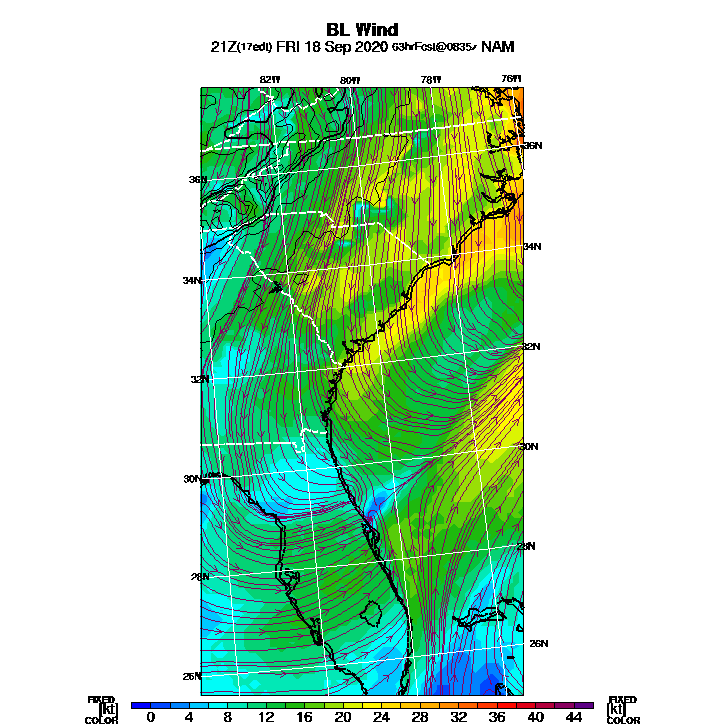 BL Wind
21Z(17edt) FRI 18 Sep 2020 63hrFcst@0835z NAM
82W 80W 78W 76W
36N
36N
34N
34N
32N
32N
30N
30N
28N
28N
26N
26N
FIXED FIXED
[kt] 0 4 8 12 16 20 24 28 32 36 40 44 [kt]
COLOR COLOR